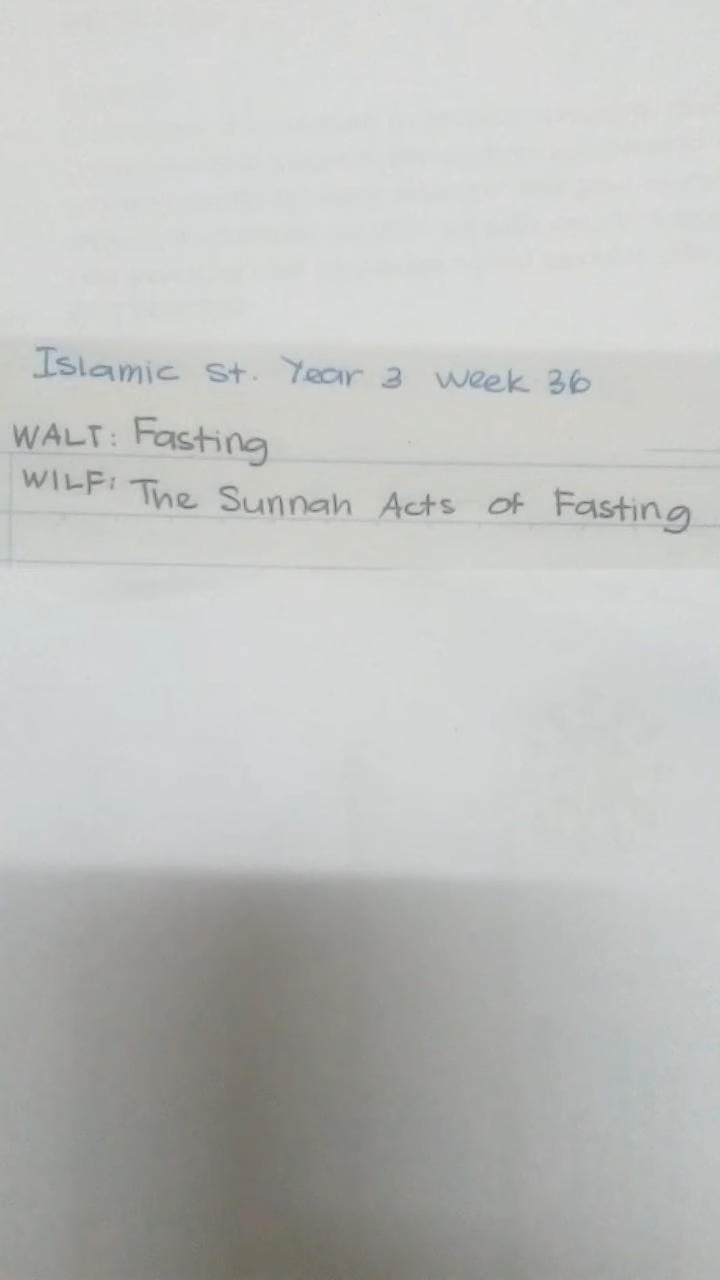 Islamic St. Year 3 Week 36
WALT: Fasting
WILF: The Sunnah Acts of Fasting